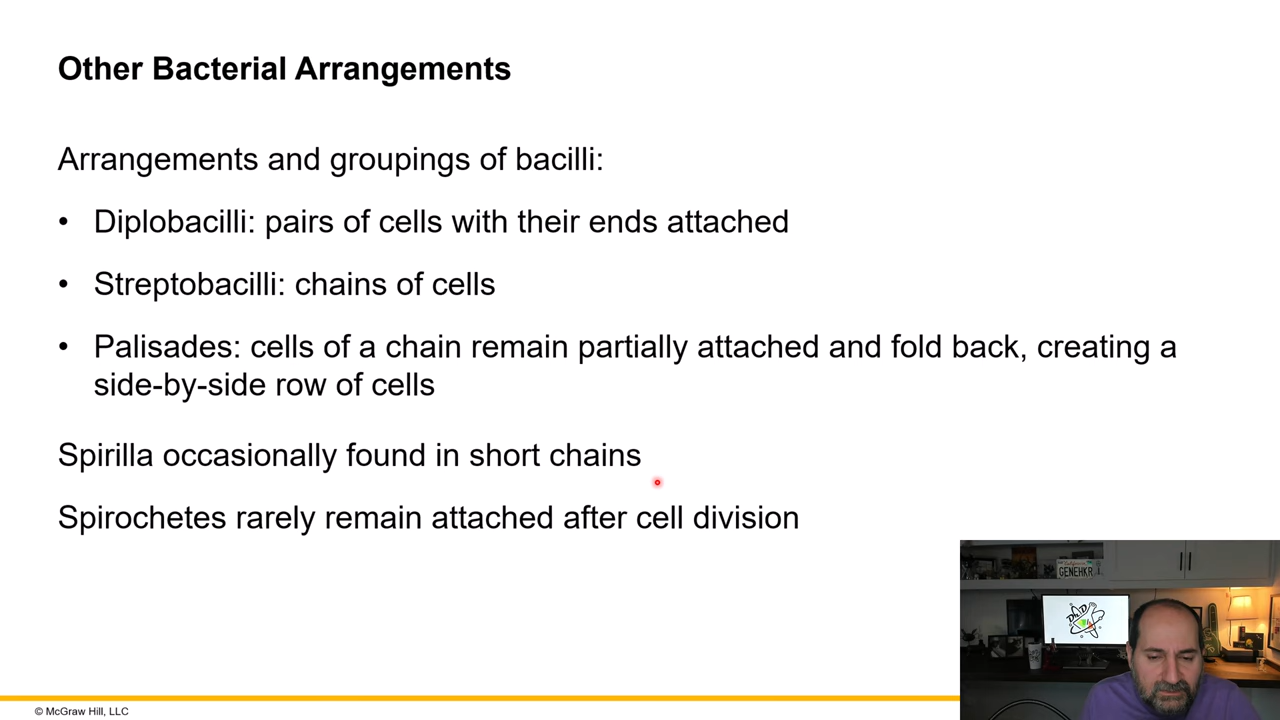 Other Bacterial Arrangements
Arrangements and groupings of bacilli:
• Diplobacilli: pairs of cells with their ends attached
• Streptobacilli: chains of cells
• Palisades: cells of a chain remain partially attached and fold back, creating a
side-by-side row of cells
Spirilla occasionally found in short chains
Spirochetes rarely remain attached after cell division
GENEHKR
© McGraw Hill, LLC